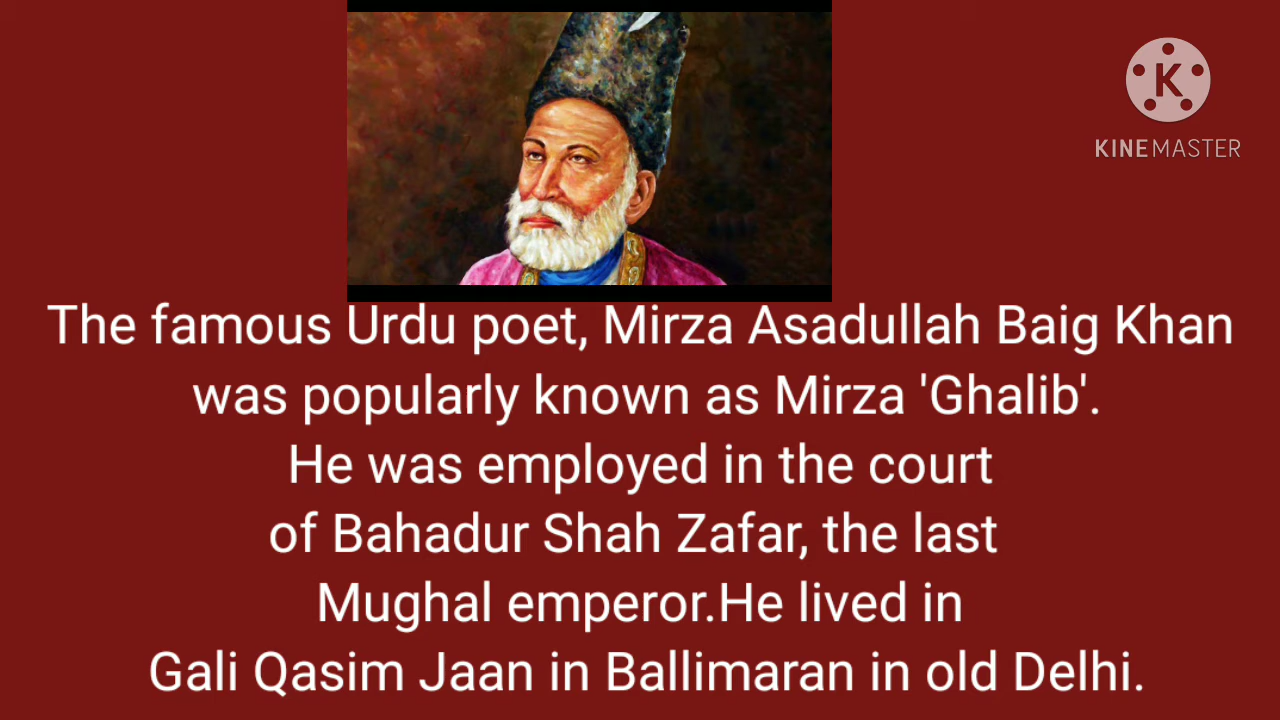 KINEMASTER
The famous Urdu poet, Mirza Asadullah Baig Khan
was popularly known as Mirza 'Ghalib'.
He was employed in the court
of Bahadur Shah Zafar, the last
Mughal emperor.He lived in
Gali Qasim Jaan in Ballimaran in old Delhi.